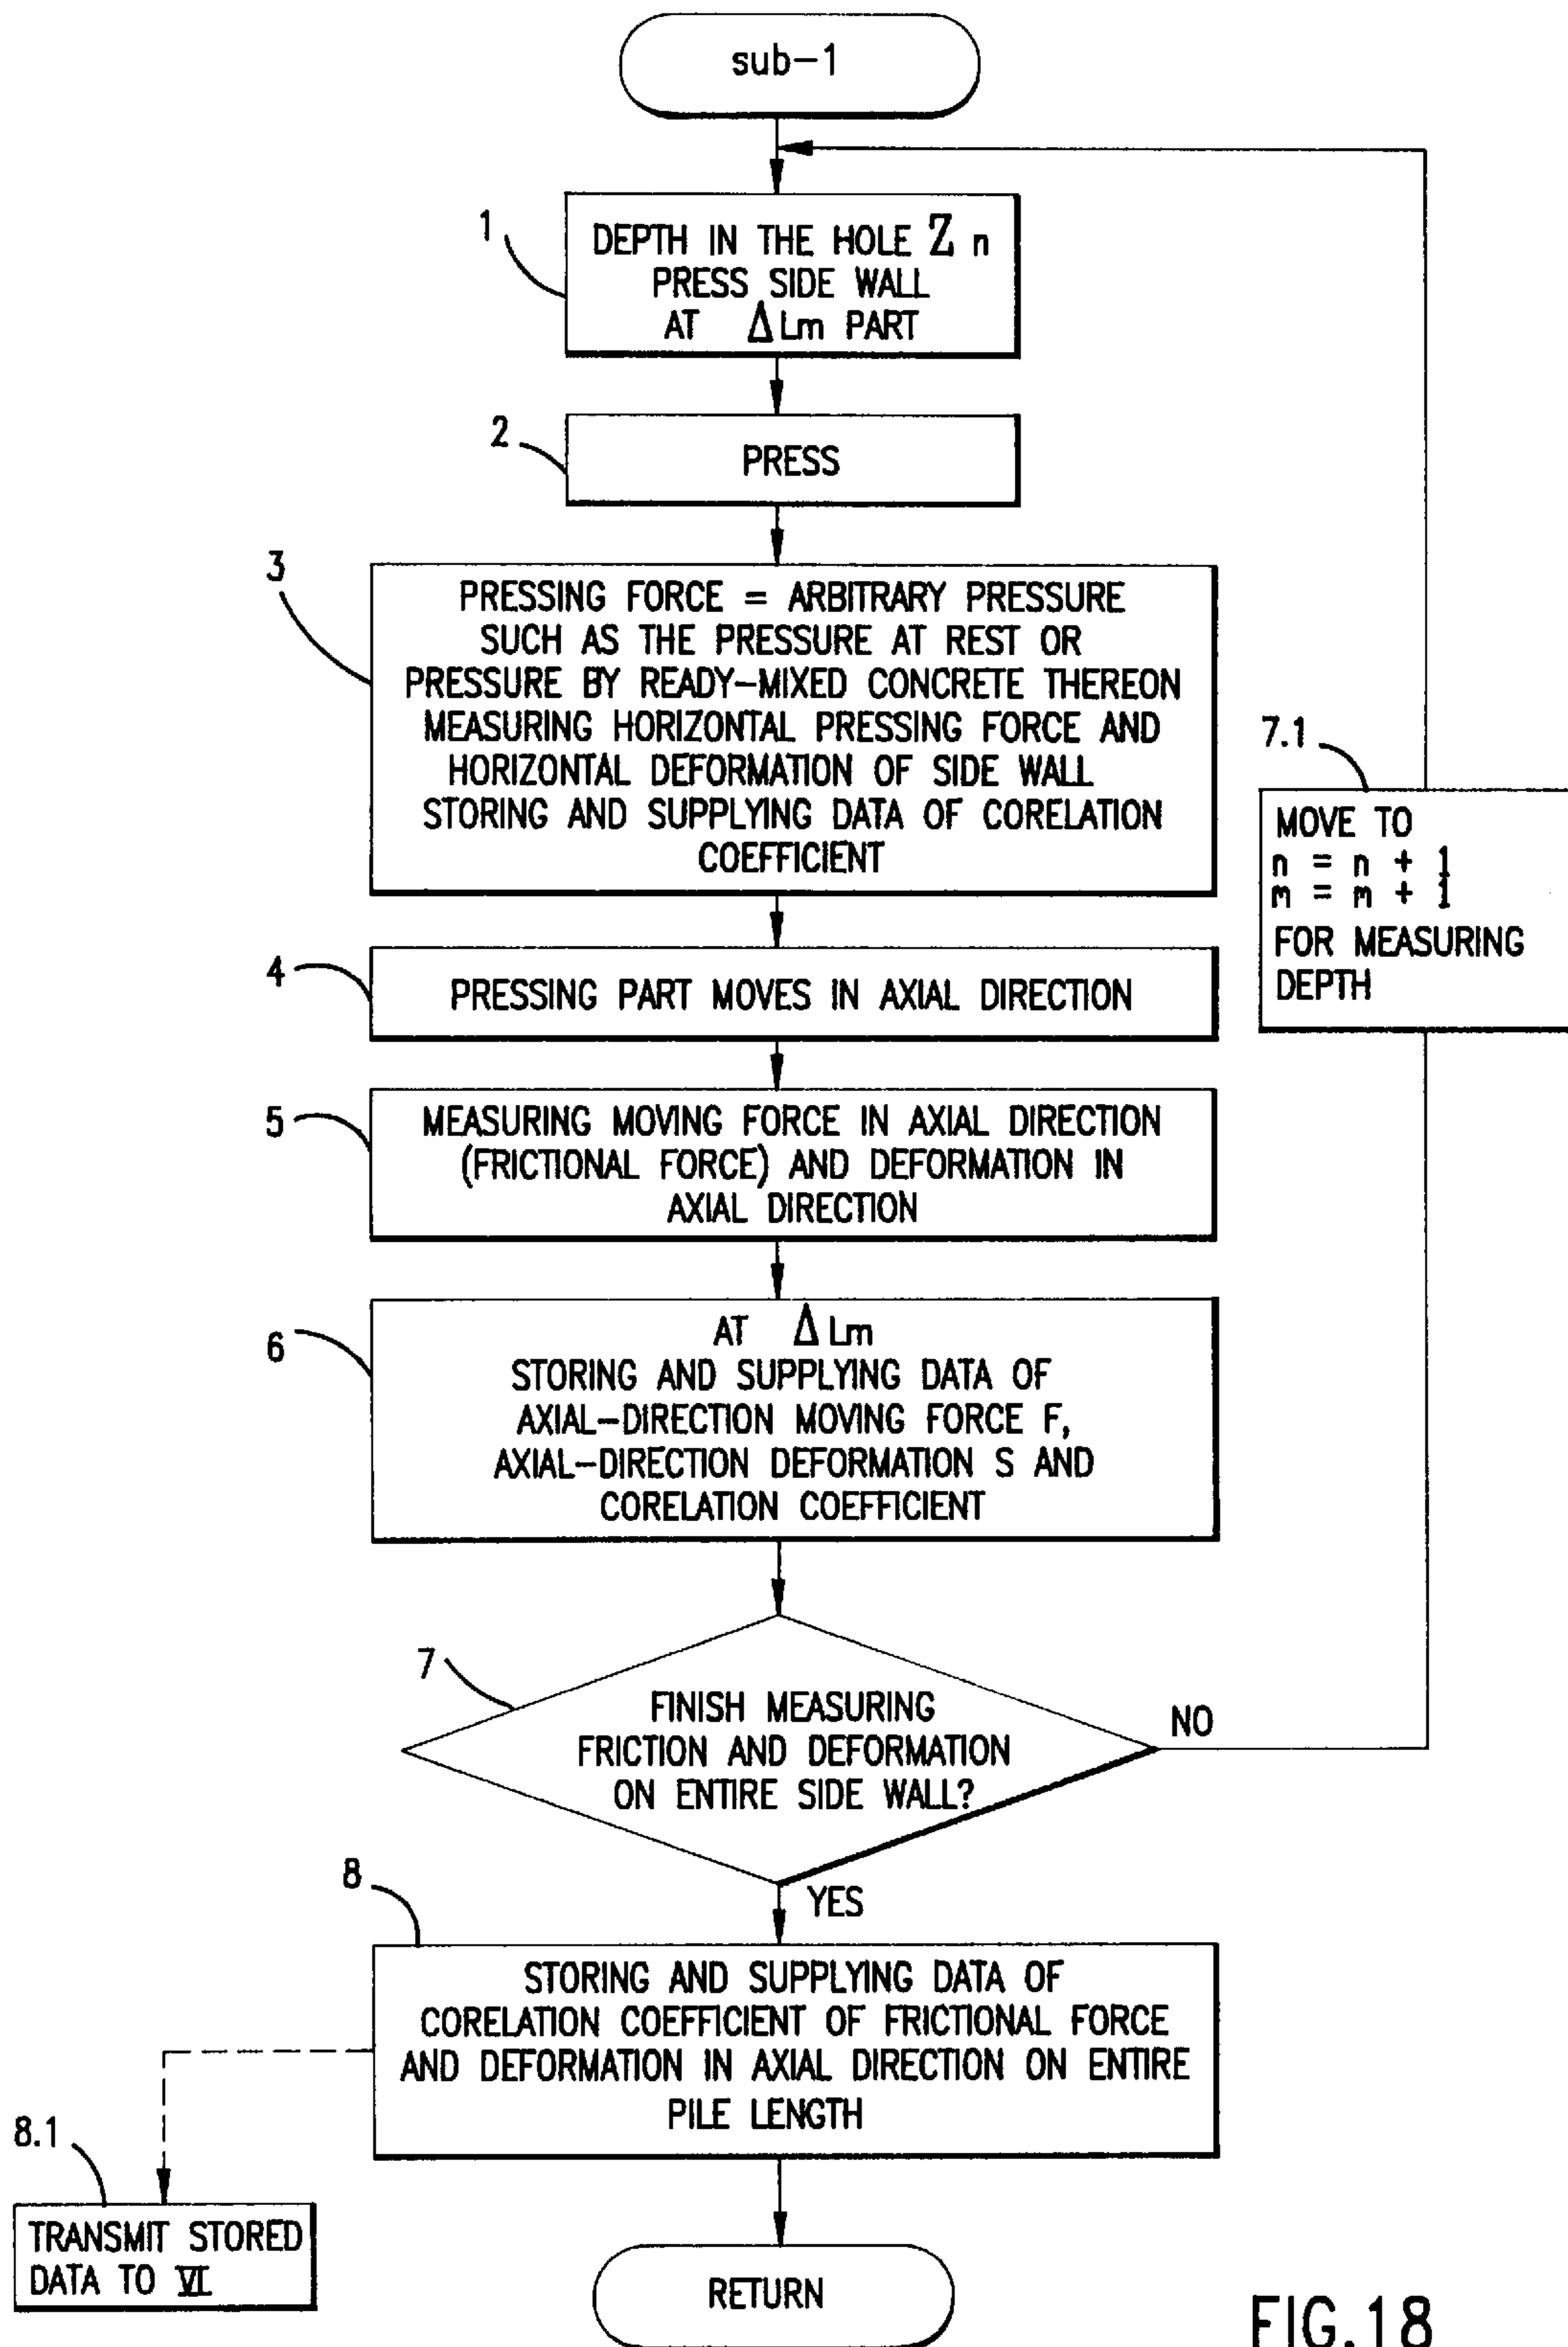 sub-1
1
DEPTH IN THE HOLE Z n
PRESS SIDE WALL
AT ΔLm PART
2
PRESS
3
PRESSING FORCE = ARBITRARY PRESSURE
SUCH AS THE PRESSURE AT REST OR
PRESSURE BY READY-MIXED CONCRETE THEREON
MEASURING HORIZONTAL PRESSING FORCE AND
HORIZONTAL DEFORMATION OF SIDE WALL
STORING AND SUPPLYING DATA OF CORELATION
COEFFICIENT
7.1
MOVE TO
n = n + 1
m = m + 1
FOR MEASURING
DEPTH
4
PRESSING PART MOVES IN AXIAL DIRECTION
5
MEASURING MOVING FORCE IN AXIAL DIRECTION
(FRICTIONAL FORCE) AND DEFORMATION IN
AXIAL DIRECTION
6
AT ΔLm
STORING AND SUPPLYING DATA OF
AXIAL-DIRECTION MOVING FORCE F,
AXIAL-DIRECTION DEFORMATION S AND
CORELATION COEFFICIENT
7
FINISH MEASURING
FRICTION AND DEFORMATION
ON ENTIRE SIDE WALL?
NO
YES
8
STORING AND SUPPLYING DATA OF
CORELATION COEFFICIENT OF FRICTIONAL FORCE
AND DEFORMATION IN AXIAL DIRECTION ON ENTIRE
PILE LENGTH
8.1
TRANSMIT STORED
DATA TO VI
RETURN
FIG.18